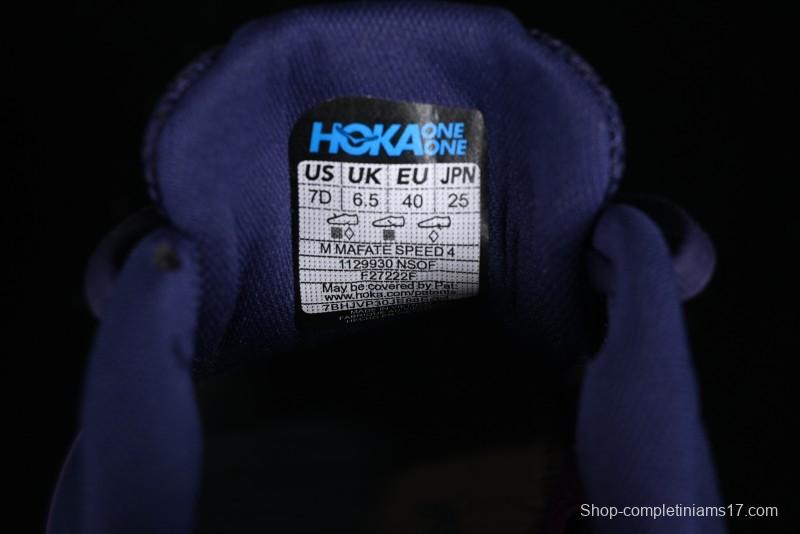 HOKA ONE ONE
US UK EU JPN
7D 6.5 40 25
M MAFATE SPEED 4
1129930 NSOF
F27222F
May be covered by Pat.
www.hoka.com/patents
Shop-completiniams17.com